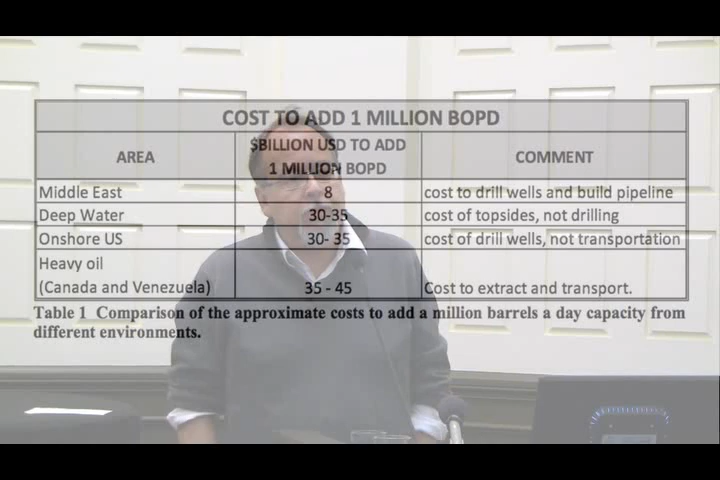 COST TO ADD 1 MILLION BOPD
AREA
$BILLION USD TO ADD
1 MILLION BOPD
COMMENT
Middle East 8 cost to drill wells and build pipeline
Deep Water 30-35 cost of topsides, not drilling
Onshore US 30- 35 cost of drill wells, not transportation
Heavy oil
(Canada and Venezuela) 35 - 45 Cost to extract and transport.
Table 1 Comparison of the approximate costs to add a million barrels a day capacity from
different environments.